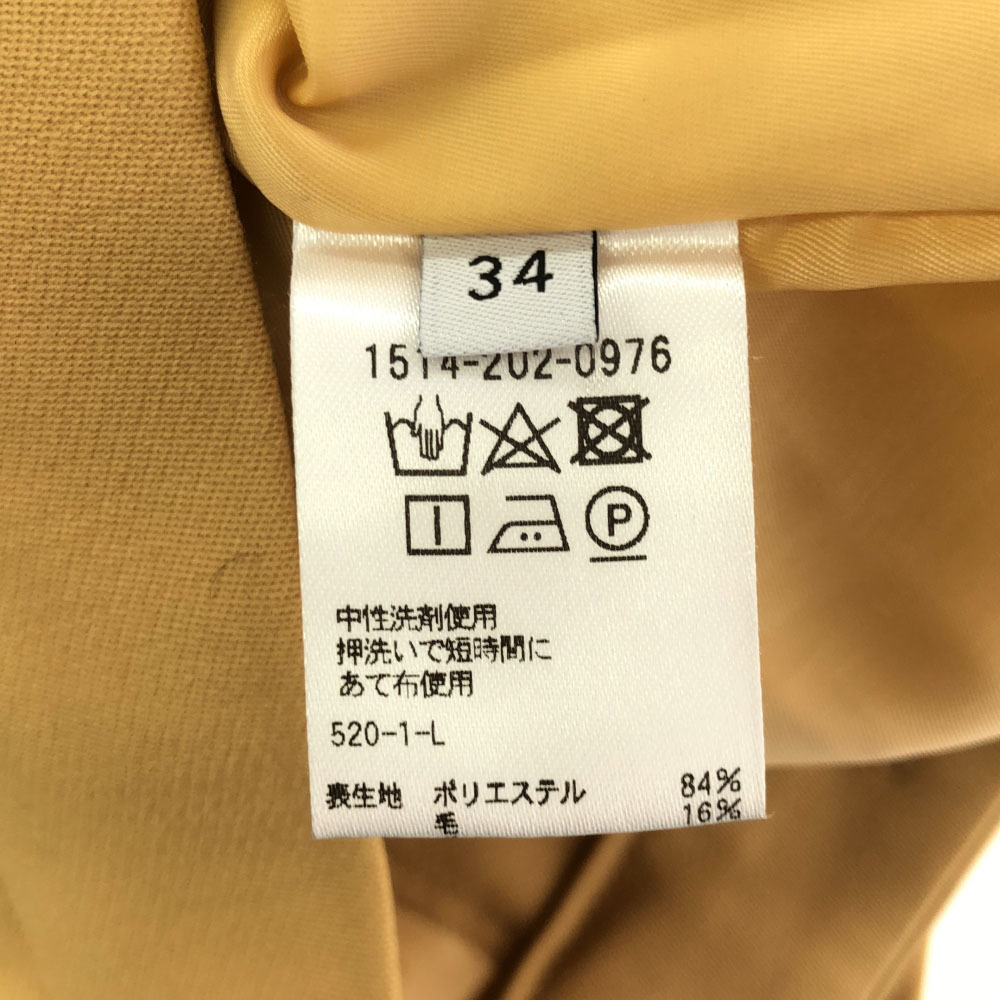 34
1514-202-0976
P
中性洗剤使用
押洗いで短時間に
あて布使用
520-1-L
表生地 ポリエステル 84%
毛 16%